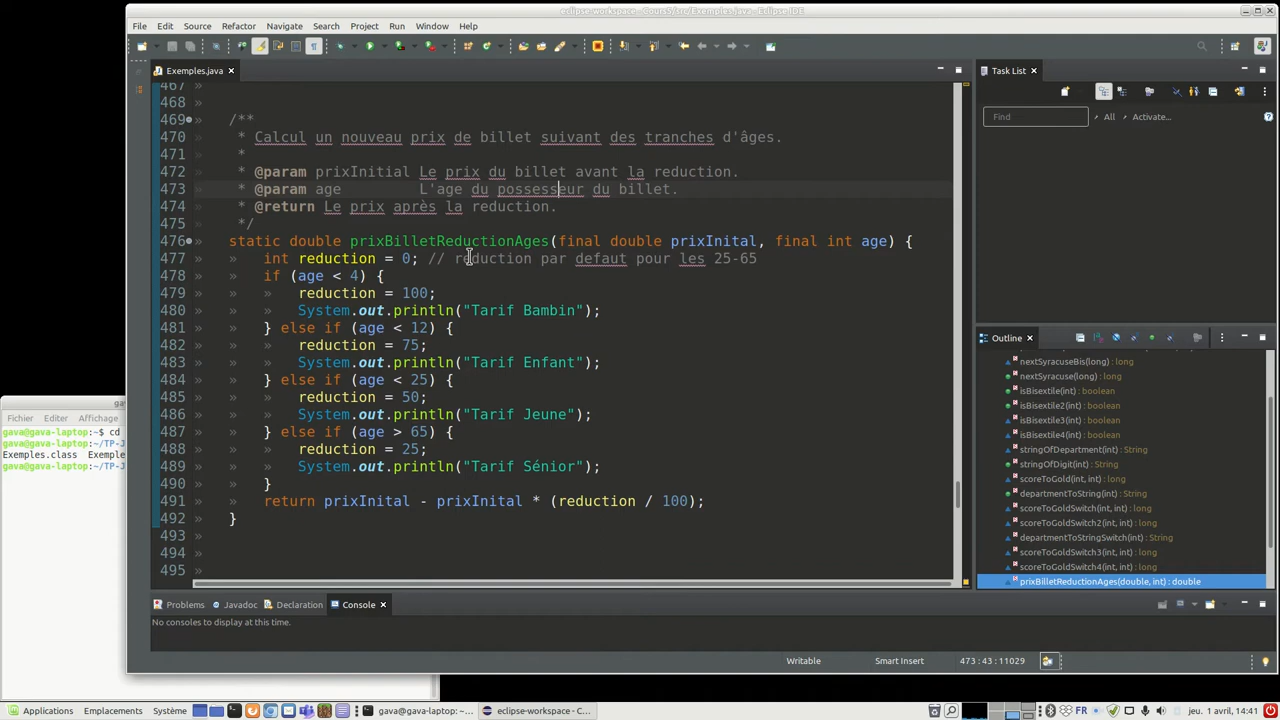 eclipse-workspace - Cours5/src/Exemples.java - Eclipse IDE
File Edit Source Refactor Navigate Search Project Run Window Help
Exemples.java
467
468
469 /**
470 * Calcul un nouveau prix de billet suivant des tranches d'âges.
471 *
472 * @param prixInitial Le prix du billet avant la reduction.
473 * @param age L'age du possesseur du billet.
474 * @return Le prix après la reduction.
475 */
476 static double prixBilletReductionAges(final double prixInital, final int age) {
477 int reduction = 0; // reduction par defaut pour les 25-65
478 if (age < 4) {
479 reduction = 100;
480 System.out.println("Tarif Bambin");
481 } else if (age < 12) {
482 reduction = 75;
483 System.out.println("Tarif Enfant");
484 } else if (age < 25) {
485 reduction = 50;
486 System.out.println("Tarif Jeune");
487 } else if (age > 65) {
488 reduction = 25;
489 System.out.println("Tarif Sénior");
490 }
491 return prixInital - prixInital * (reduction / 100);
492 }
493
494
495
Task List
Find All Activate...
Outline
nextSyracuseBis(long) : long
nextSyracuse(long) : long
isBisextile(int) : boolean
isBisextile2(int) : boolean
isBisextile3(int) : boolean
isBisextile4(int) : boolean
stringOfDepartment(int) : String
stringOfDigit(int) : String
scoreToGold(int) : long
departmentToString(int) : String
scoreToGoldSwitch(int, int) : long
scoreToGoldSwitch2(int, int) : long
departmentToStringSwitch(int) : String
scoreToGoldSwitch3(int, int) : long
scoreToGoldSwitch4(int, int) : long
prixBilletReductionAges(double, int) : double
Problems Javadoc Declaration Console
No consoles to display at this time.
Writable Smart Insert 473 : 43 : 11029
ga
Fichier Editer Affichage
gava@gava-laptop:~$ cd
gava@gava-laptop:~/TP-J
Exemples.class Exemple
gava@gava-laptop:~/TP-J
Applications Emplacements Système gava@gava-laptop: ~/... eclipse-workspace - C... FR jeu. 1 avril, 14:41